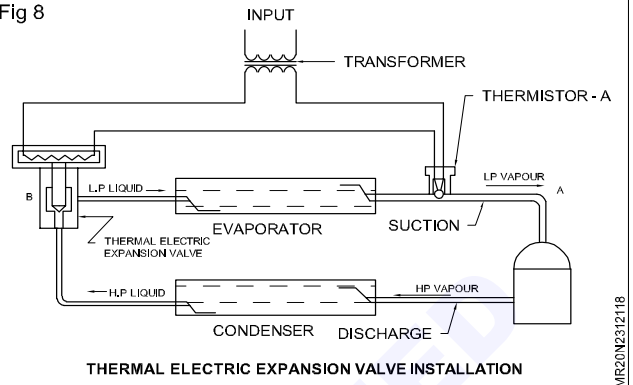 Fig 8
INPUT
TRANSFORMER
THERMISTOR - A
LP VAPOUR
A
B
L.P LIQUID
SUCTION
EVAPORATOR
THERMAL ELECTRIC
EXPANSION VALVE
H.P LIQUID
HP VAPOUR
CONDENSER
DISCHARGE
THERMAL ELECTRIC EXPANSION VALVE INSTALLATION
MR20N2312118